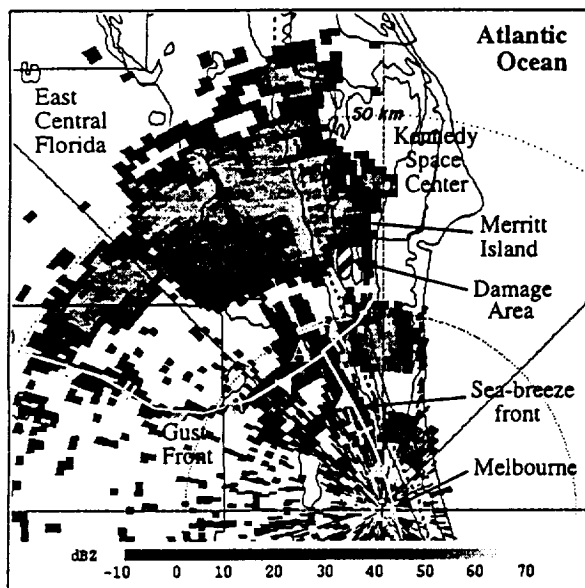 Atlantic
Ocean
East
Central
Florida
50 km
Kennedy
Space
Center
Merritt
Island
Damage
Area
A
Sea-breeze
front
Gust
Front
Melbourne
dBZ
-10 0 10 20 30 40 50 60 70